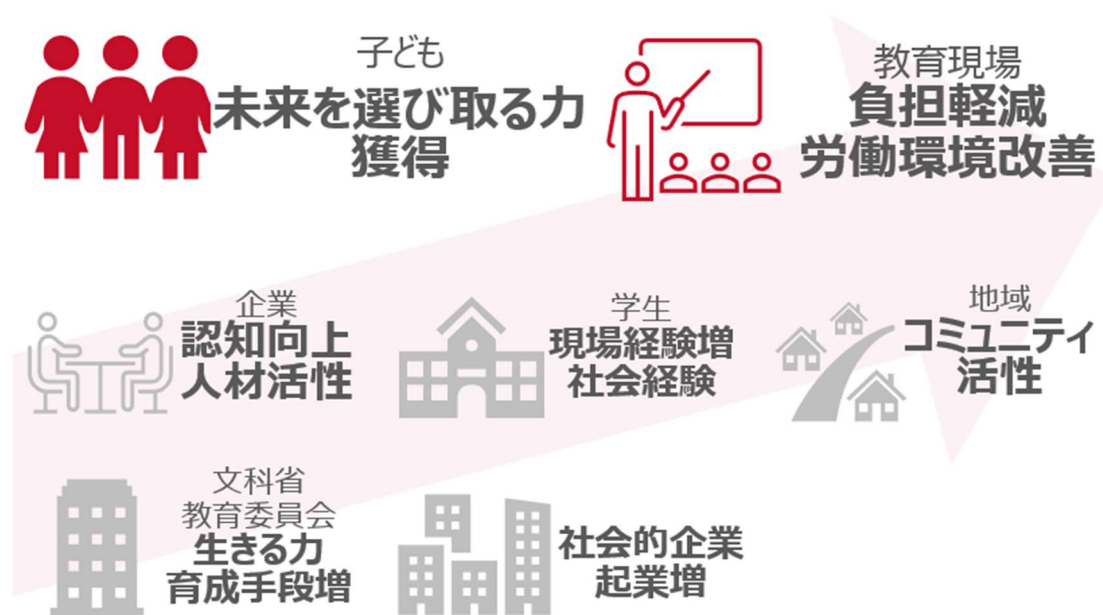 子ども
未来を選び取る力
獲得
教育現場
負担軽減
労働環境改善
企業
認知向上
人材活性
学生
現場経験増
社会経験
地域
コミュニティ
活性
文科省
教育委員会
生きる力
育成手段増
社会的企業
起業増